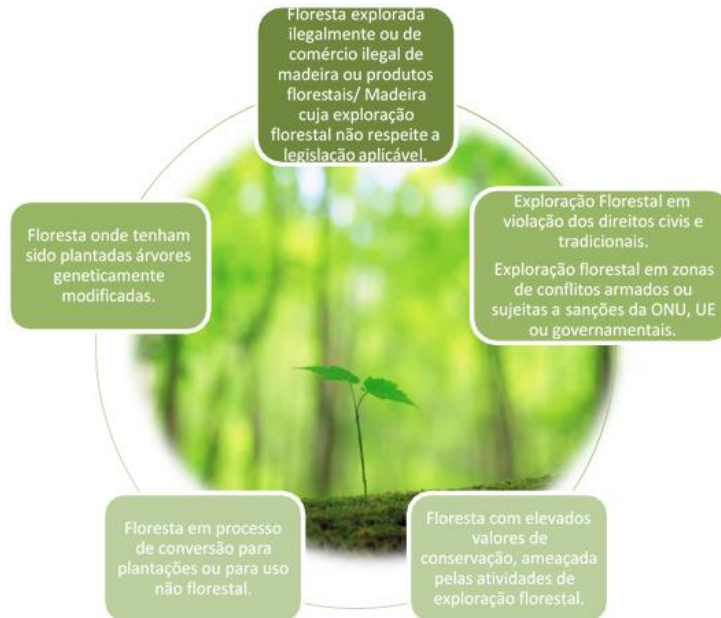 Floresta explorada
ilegalmente ou de
comércio ilegal de
madeira ou produtos
florestais/ Madeira
cuja exploração
florestal não respeite a
legislação aplicável.
Exploração Florestal em
violação dos direitos civis e
tradicionais.
Exploração florestal em zonas
de conflitos armados ou
sujeitas a sanções da ONU, UE
ou governamentais.
Floresta com elevados
valores de
conservação, ameaçada
pelas atividades de
exploração florestal.
Floresta em processo
de conversão para
plantações ou para uso
não florestal.
Floresta onde tenham
sido plantadas árvores
geneticamente
modificadas.